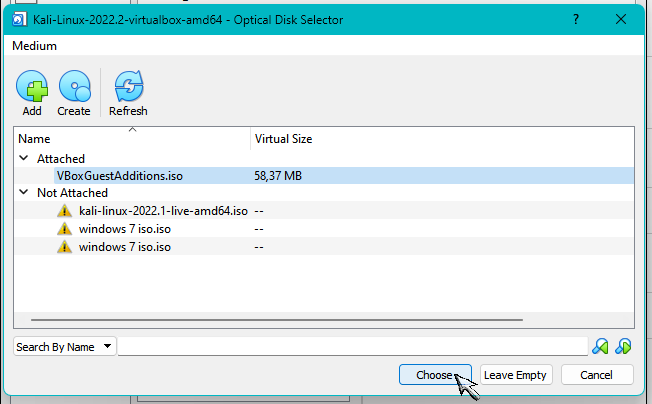 Kali-Linux-2022.2-virtualbox-amd64 - Optical Disk Selector
?
Medium
Add Create Refresh
Name Virtual Size
Attached
VBoxGuestAdditions.iso 58,37 MB
Not Attached
kali-linux-2022.1-live-amd64.iso --
windows 7 iso.iso --
windows 7 iso.iso --
Search By Name
Choose Leave Empty Cancel